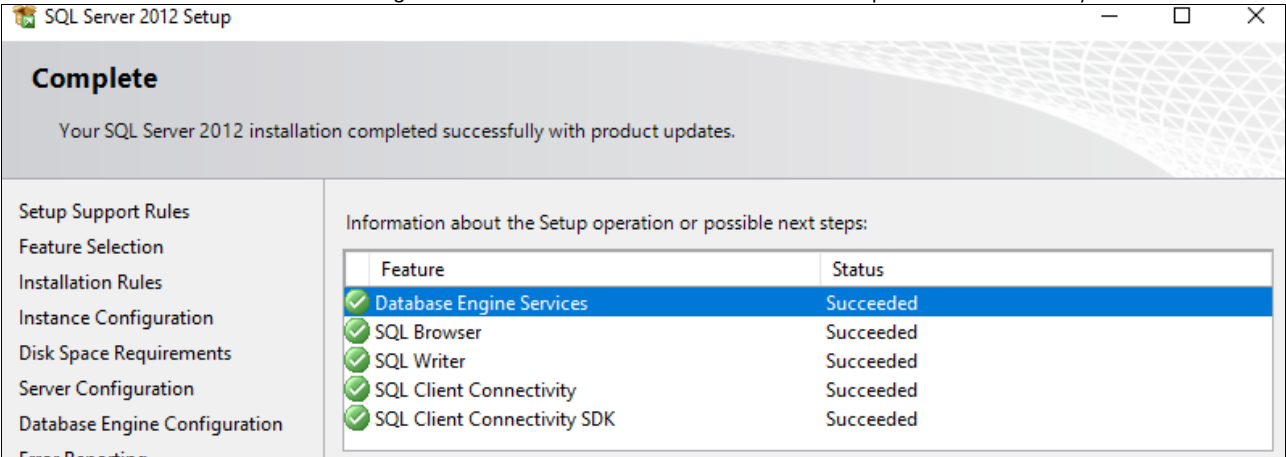 SQL Server 2012 Setup
Complete
Your SQL Server 2012 installation completed successfully with product updates.
Setup Support Rules
Feature Selection
Installation Rules
Instance Configuration
Disk Space Requirements
Server Configuration
Database Engine Configuration
Error Reporting
Information about the Setup operation or possible next steps:
Feature Status
Database Engine Services Succeeded
SQL Browser Succeeded
SQL Writer Succeeded
SQL Client Connectivity Succeeded
SQL Client Connectivity SDK Succeeded